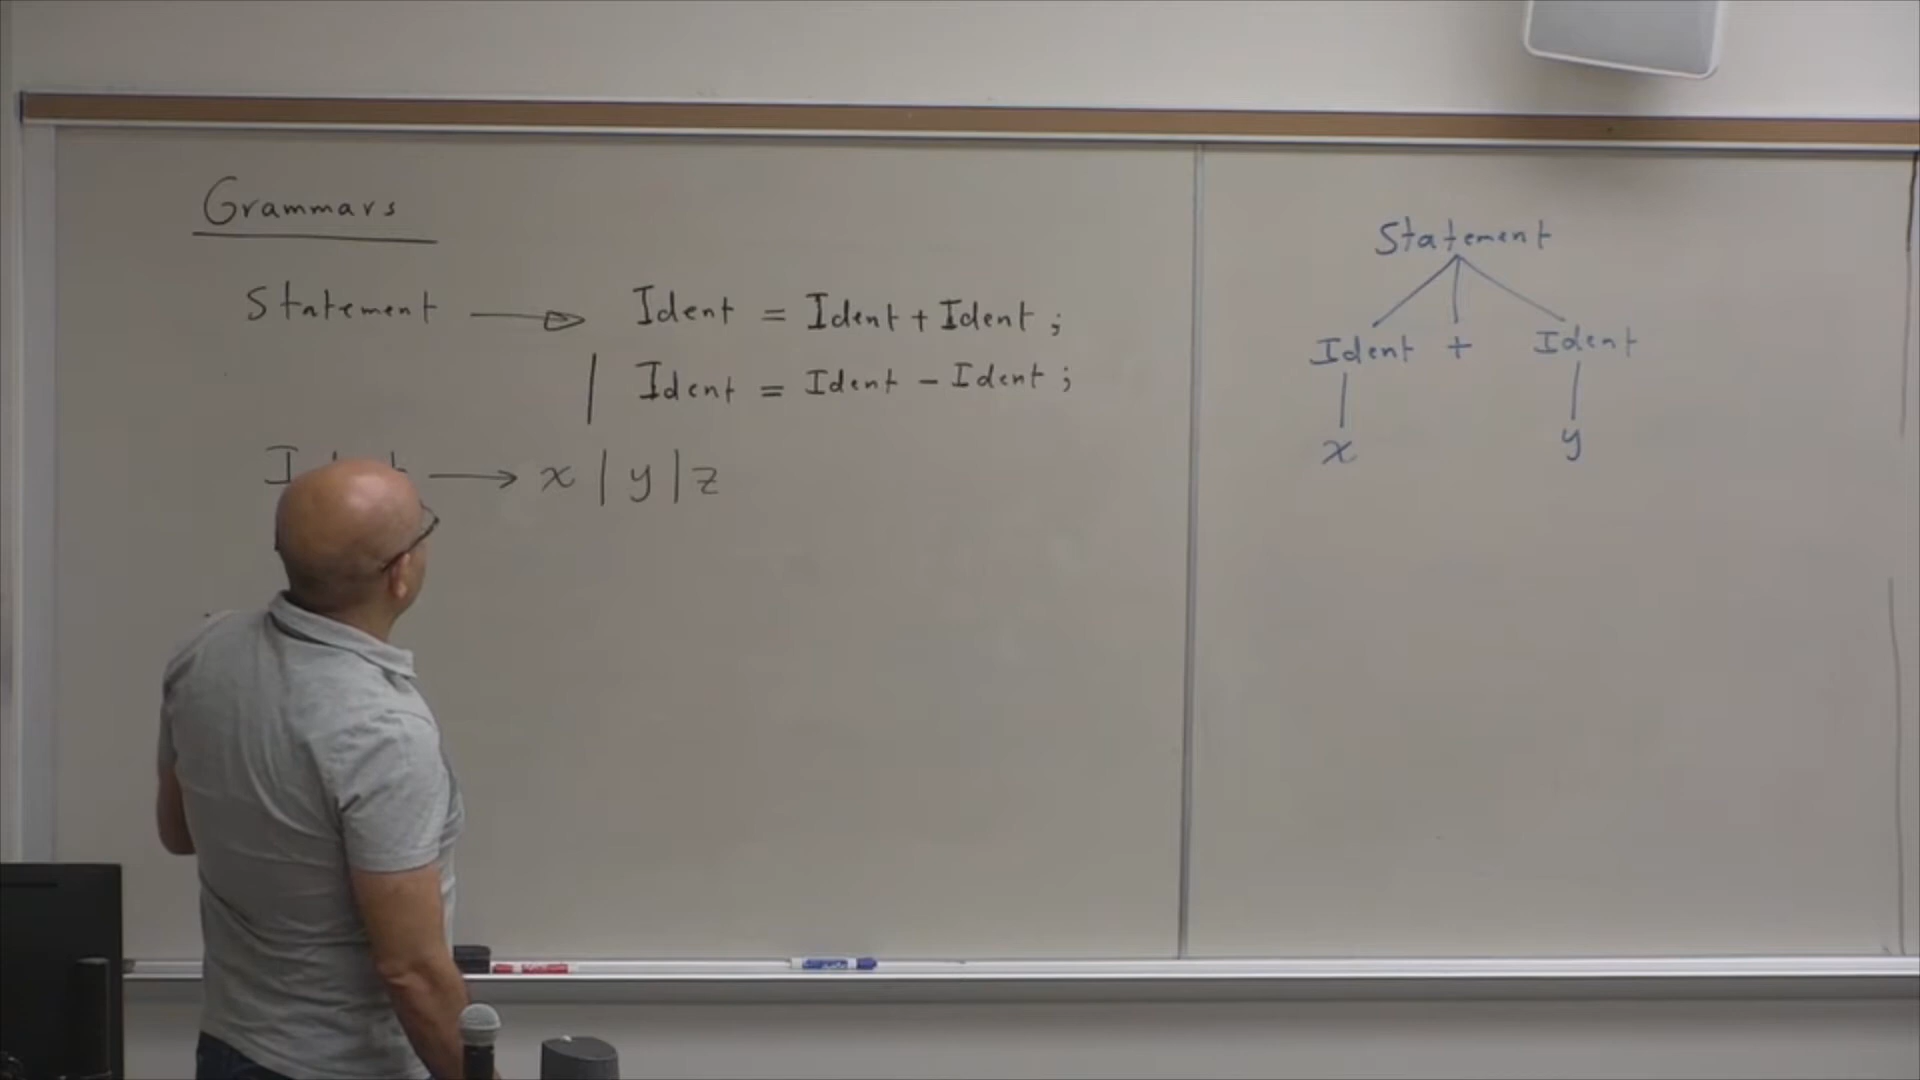 Grammars
Statement → Ident = Ident + Ident ;
| Ident = Ident - Ident ;
→ x | y | z
Statement
Ident + Ident
x y